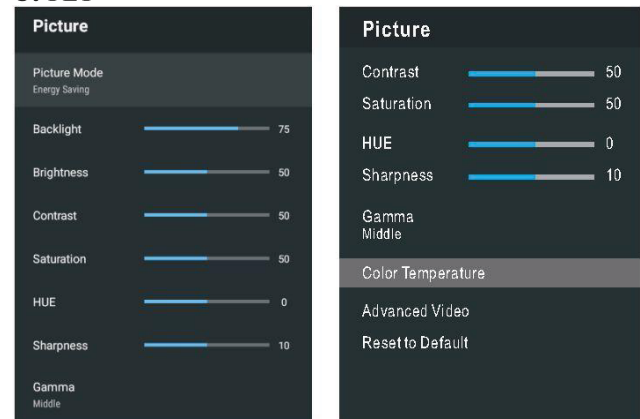 Picture
Picture Mode
Energy Saving
Backlight 75
Brightness 50
Contrast 50
Saturation 50
HUE 0
Sharpness 10
Gamma
Middle
Picture
Contrast 50
Saturation 50
HUE 0
Sharpness 10
Gamma
Middle
Color Temperature
Advanced Video
Reset to Default